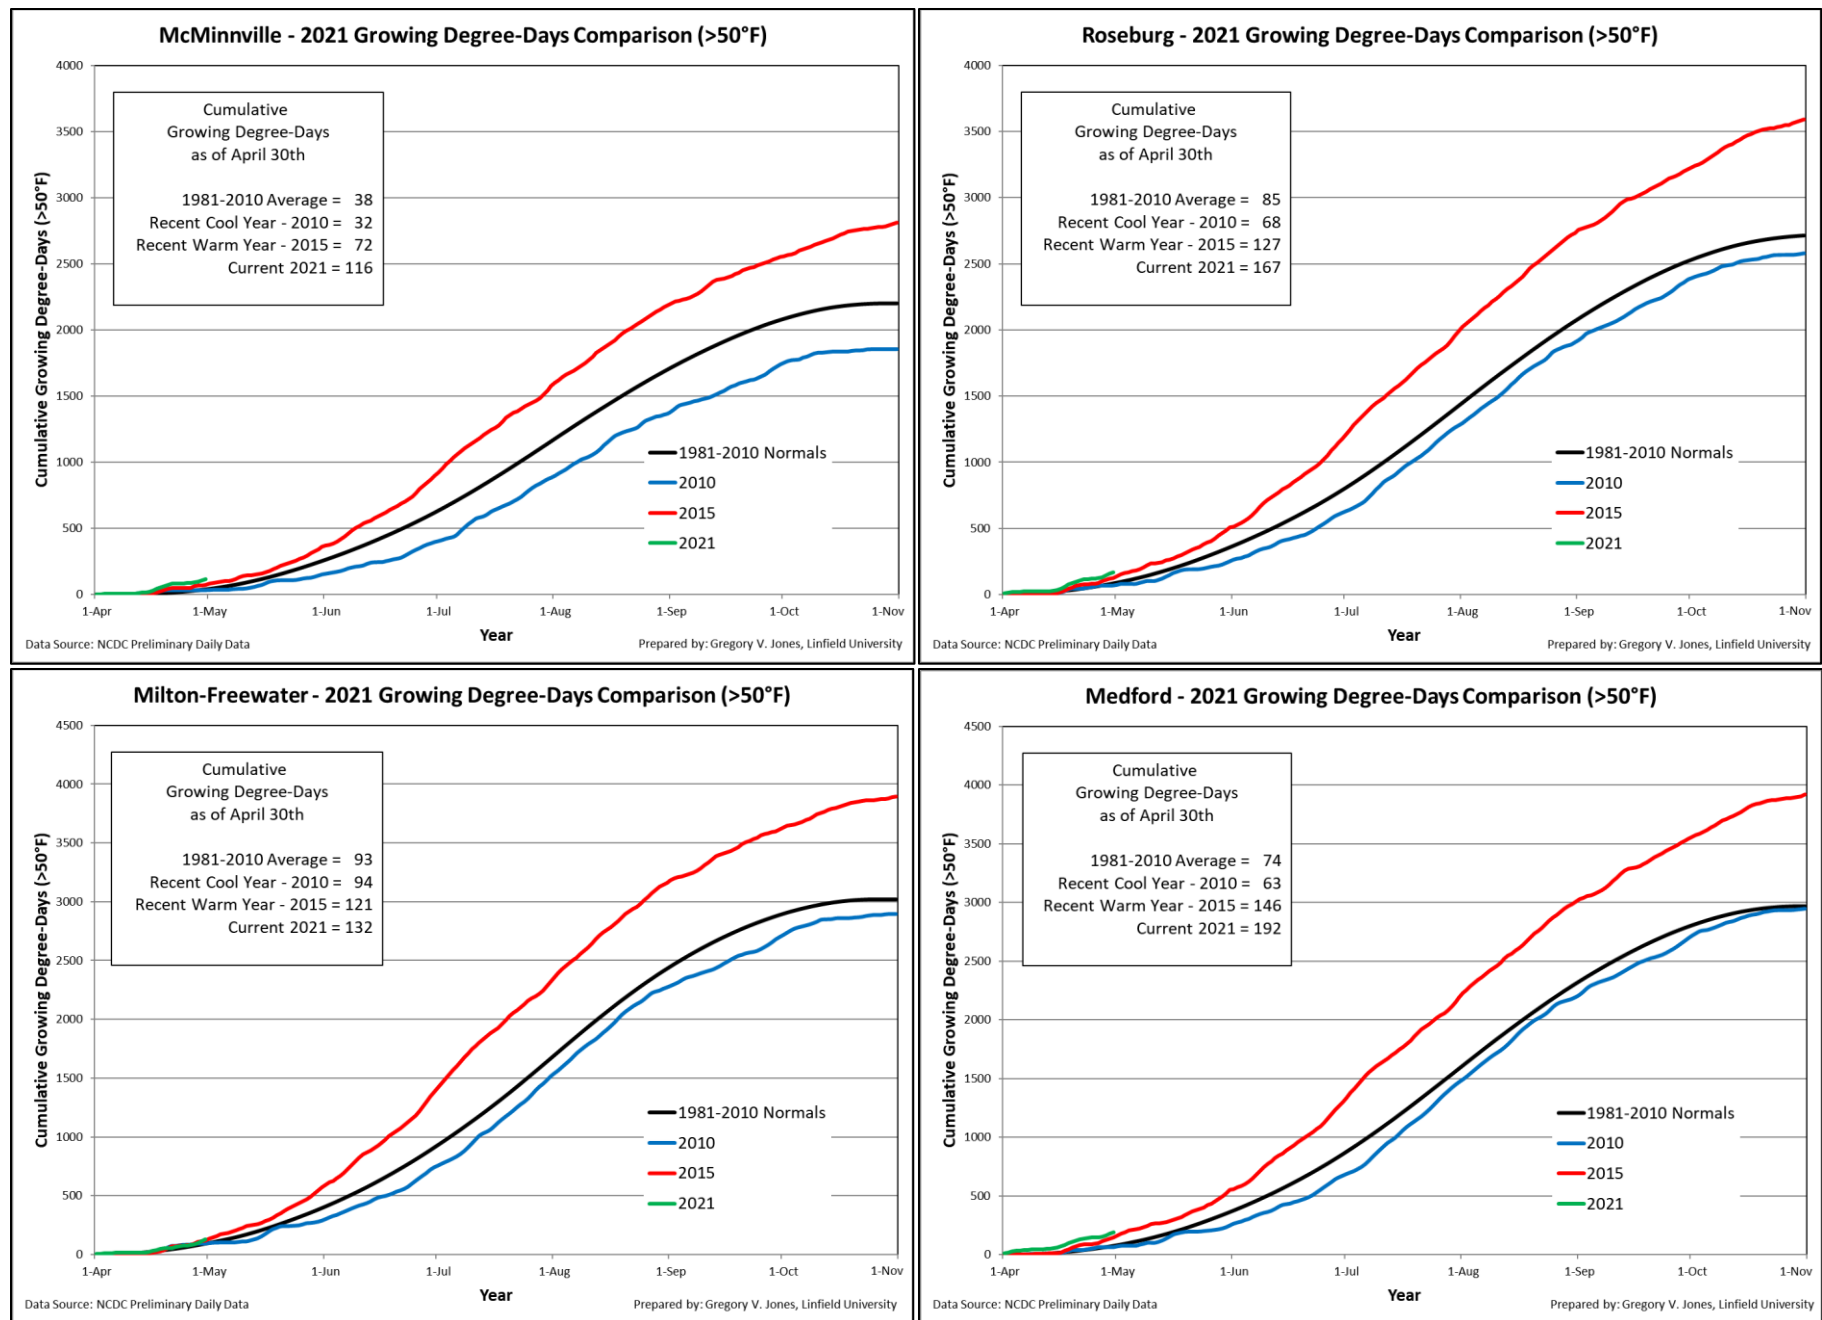 McMinnville - 2021 Growing Degree-Days Comparison (>50°F)
Cumulative Growing Degree-Days (>50°F)
4000
3500
3000
2500
2000
1500
1000
500
0
Cumulative
Growing Degree-Days
as of April 30th
1981-2010 Average = 38
Recent Cool Year - 2010 = 32
Recent Warm Year - 2015 = 72
Current 2021 = 116
1981-2010 Normals
2010
2015
2021
1-Apr 1-May 1-Jun 1-Jul 1-Aug 1-Sep 1-Oct 1-Nov
Year
Data Source: NCDC Preliminary Daily Data
Prepared by: Gregory V. Jones, Linfield University
Roseburg - 2021 Growing Degree-Days Comparison (>50°F)
Cumulative Growing Degree-Days (>50°F)
4000
3500
3000
2500
2000
1500
1000
500
0
Cumulative
Growing Degree-Days
as of April 30th
1981-2010 Average = 85
Recent Cool Year - 2010 = 68
Recent Warm Year - 2015 = 127
Current 2021 = 167
1981-2010 Normals
2010
2015
2021
1-Apr 1-May 1-Jun 1-Jul 1-Aug 1-Sep 1-Oct 1-Nov
Year
Data Source: NCDC Preliminary Daily Data
Prepared by: Gregory V. Jones, Linfield University
Milton-Freewater - 2021 Growing Degree-Days Comparison (>50°F)
Cumulative Growing Degree-Days (>50°F)
4500
4000
3500
3000
2500
2000
1500
1000
500
0
Cumulative
Growing Degree-Days
as of April 30th
1981-2010 Average = 93
Recent Cool Year - 2010 = 94
Recent Warm Year - 2015 = 121
Current 2021 = 132
1981-2010 Normals
2010
2015
2021
1-Apr 1-May 1-Jun 1-Jul 1-Aug 1-Sep 1-Oct 1-Nov
Year
Data Source: NCDC Preliminary Daily Data
Prepared by: Gregory V. Jones, Linfield University
Medford - 2021 Growing Degree-Days Comparison (>50°F)
Cumulative Growing Degree-Days (>50°F)
4500
4000
3500
3000
2500
2000
1500
1000
500
0
Cumulative
Growing Degree-Days
as of April 30th
1981-2010 Average = 74
Recent Cool Year - 2010 = 63
Recent Warm Year - 2015 = 146
Current 2021 = 192
1981-2010 Normals
2010
2015
2021
1-Apr 1-May 1-Jun 1-Jul 1-Aug 1-Sep 1-Oct 1-Nov
Year
Data Source: NCDC Preliminary Daily Data
Prepared by: Gregory V. Jones, Linfield University